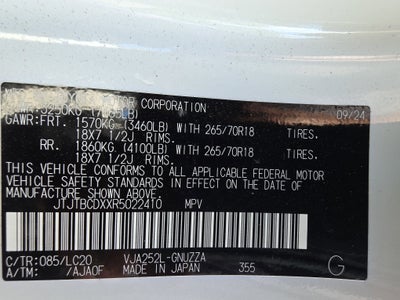 MOTOR CORPORATION 09/24
GAWR:FRT. 1570KG (3460LB) WITH 265/70R18 TIRES.
18X7 1/2J RIMS.
RR. 1860KG (4100LB) WITH 265/70R18 TIRES.
18X7 1/2J RIMS.
THIS VEHICLE CONFORMS TO ALL APPLICABLE FEDERAL MOTOR
VEHICLE SAFETY STANDARDS IN EFFECT ON THE DATE OF
MANUFACTURE SHOWN ABOVE.
JTJTBCDXXR5022410 MPV
C/TR:085/LC20 VJA252L-GNUZZA
A/TM: /AJA0F MADE IN JAPAN 355 G